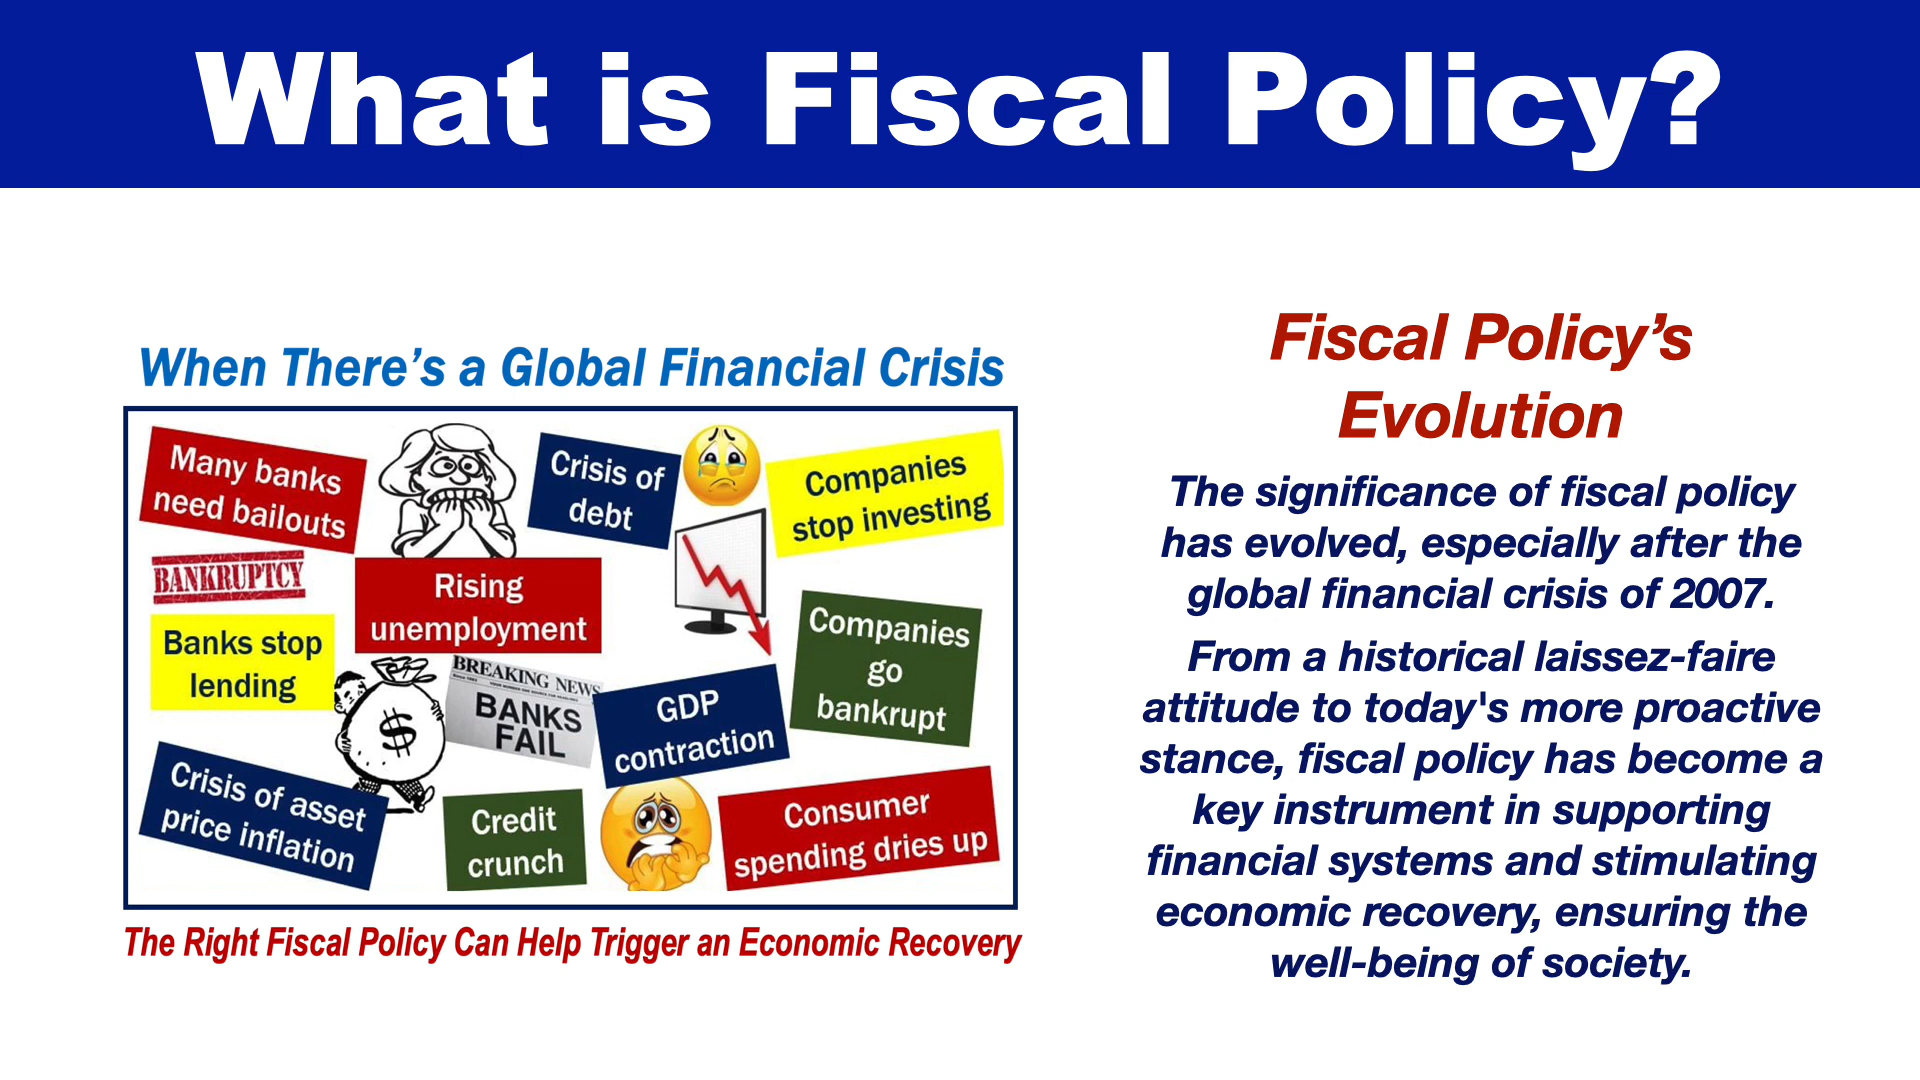 What is Fiscal Policy?
When There’s a Global Financial Crisis
Many banks
need bailouts
Crisis of
debt
Companies
stop investing
BANKRUPTCY
Rising
unemployment
Companies
go
bankrupt
Banks stop
lending
BREAKING NEWS
BANKS
FAIL
$
GDP
contraction
Crisis of asset
price inflation
Credit
crunch
Consumer
spending dries up
The Right Fiscal Policy Can Help Trigger an Economic Recovery
Fiscal Policy’s
Evolution
The significance of fiscal policy
has evolved, especially after the
global financial crisis of 2007.
From a historical laissez-faire
attitude to today's more proactive
stance, fiscal policy has become a
key instrument in supporting
financial systems and stimulating
economic recovery, ensuring the
well-being of society.